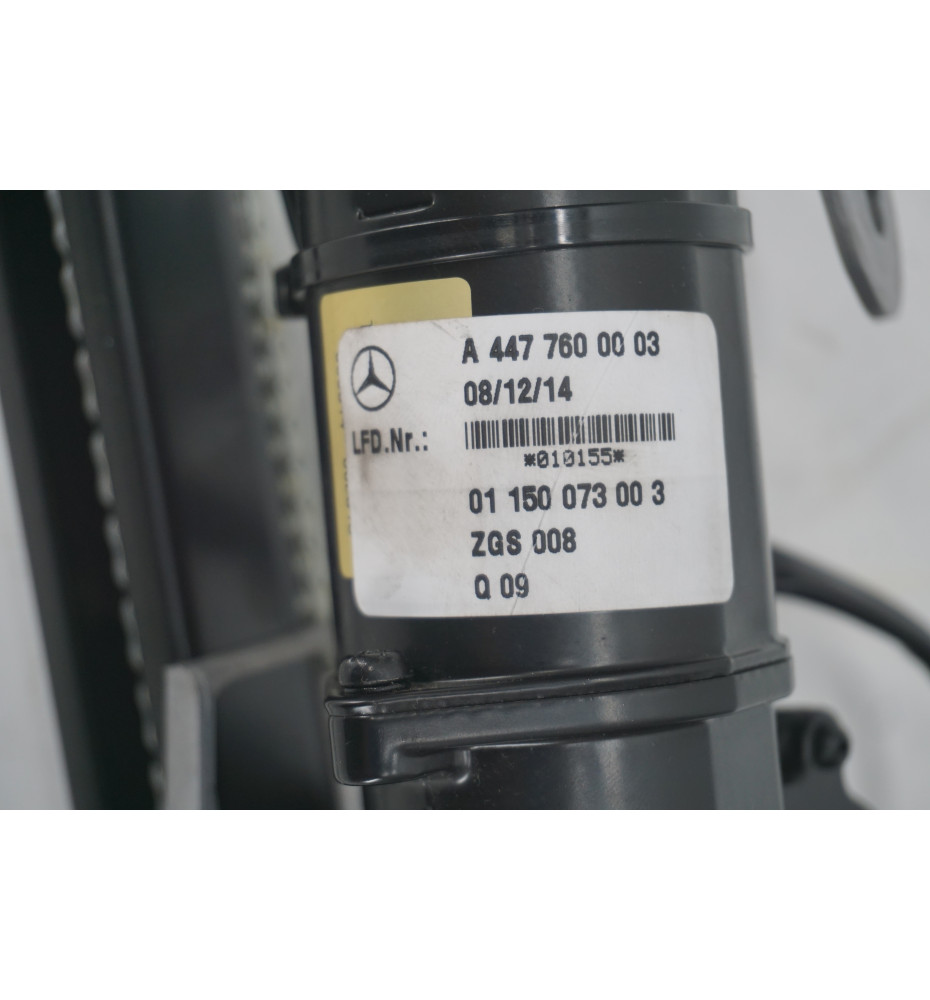 A 447 760 00 03
08/12/14
LFD.Nr.:
*010155*
01 150 073 00 3
ZGS 008
Q 09